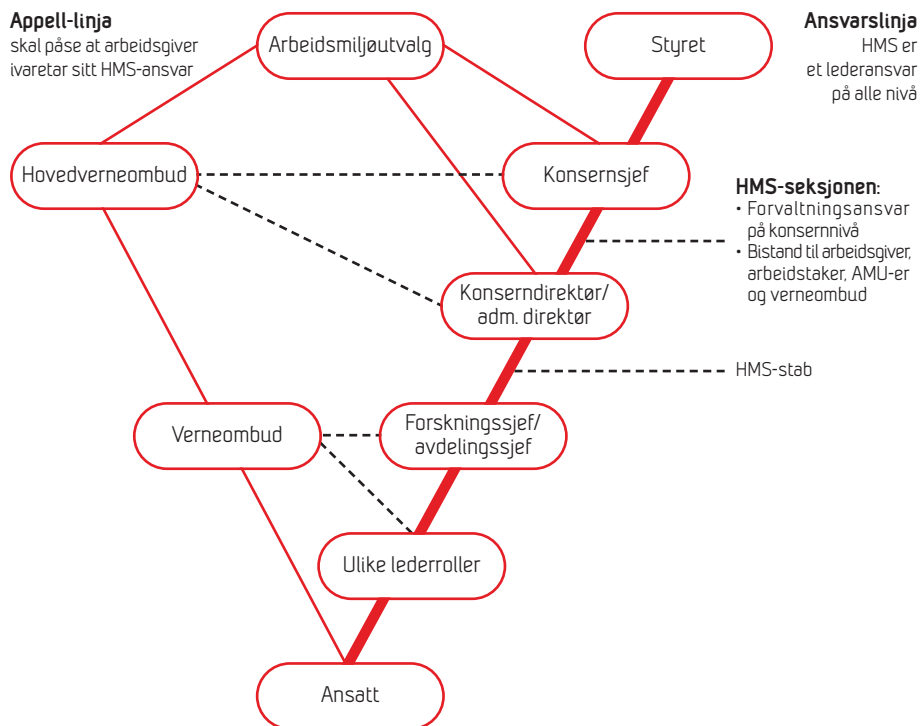 Appell-linja
skal påse at arbeidsgiver
ivaretar sitt HMS-ansvar
Arbeidsmiljøutvalg
Styret
Ansvarslinja
HMS er
et lederansvar
på alle nivå
Hovedverneombud
Konsernsjef
HMS-seksjonen:
• Forvaltningsansvar
på konsernnivå
• Bistand til arbeidsgiver,
arbeidstaker, AMU-er
og verneombud
Konserndirektør/
adm. direktør
HMS-stab
Verneombud
Forskningssjef/
avdelingssjef
Ulike lederroller
Ansatt